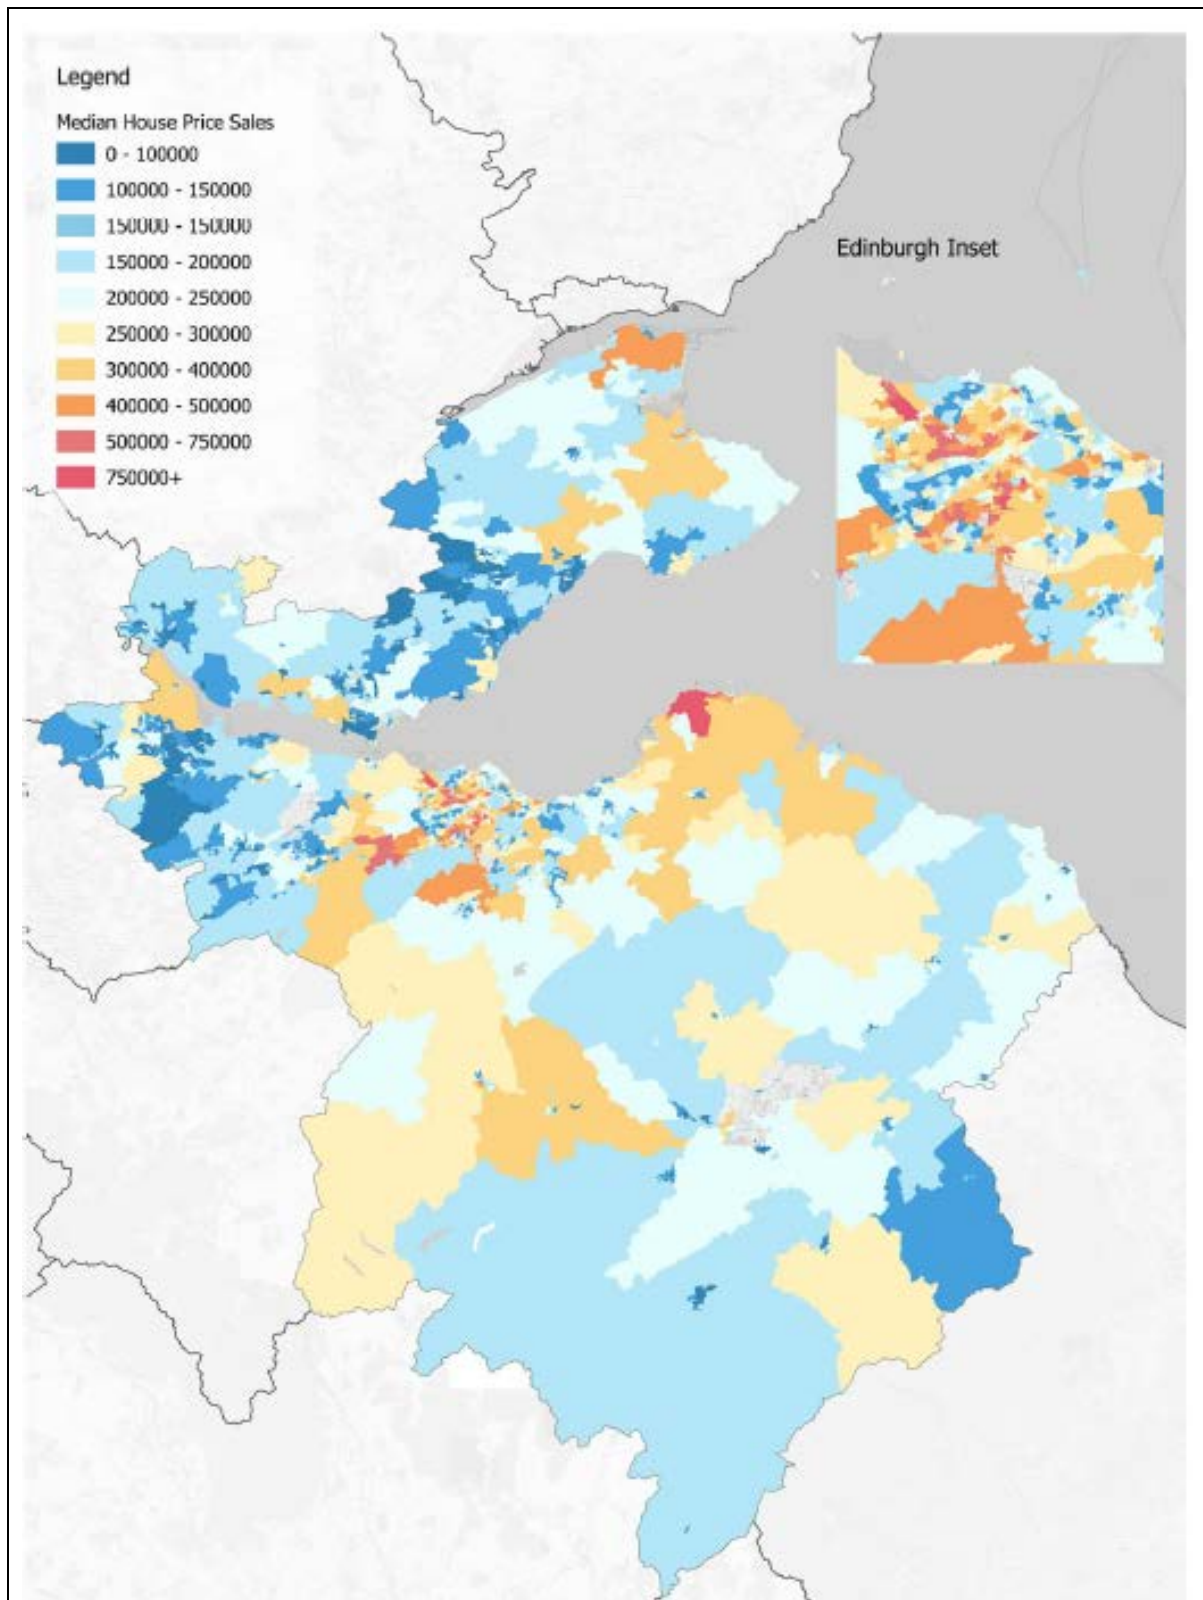 Legend
Median House Price Sales
0 - 100000
100000 - 150000
150000 - 150000
150000 - 200000
200000 - 250000
250000 - 300000
300000 - 400000
400000 - 500000
500000 - 750000
750000+
Edinburgh Inset